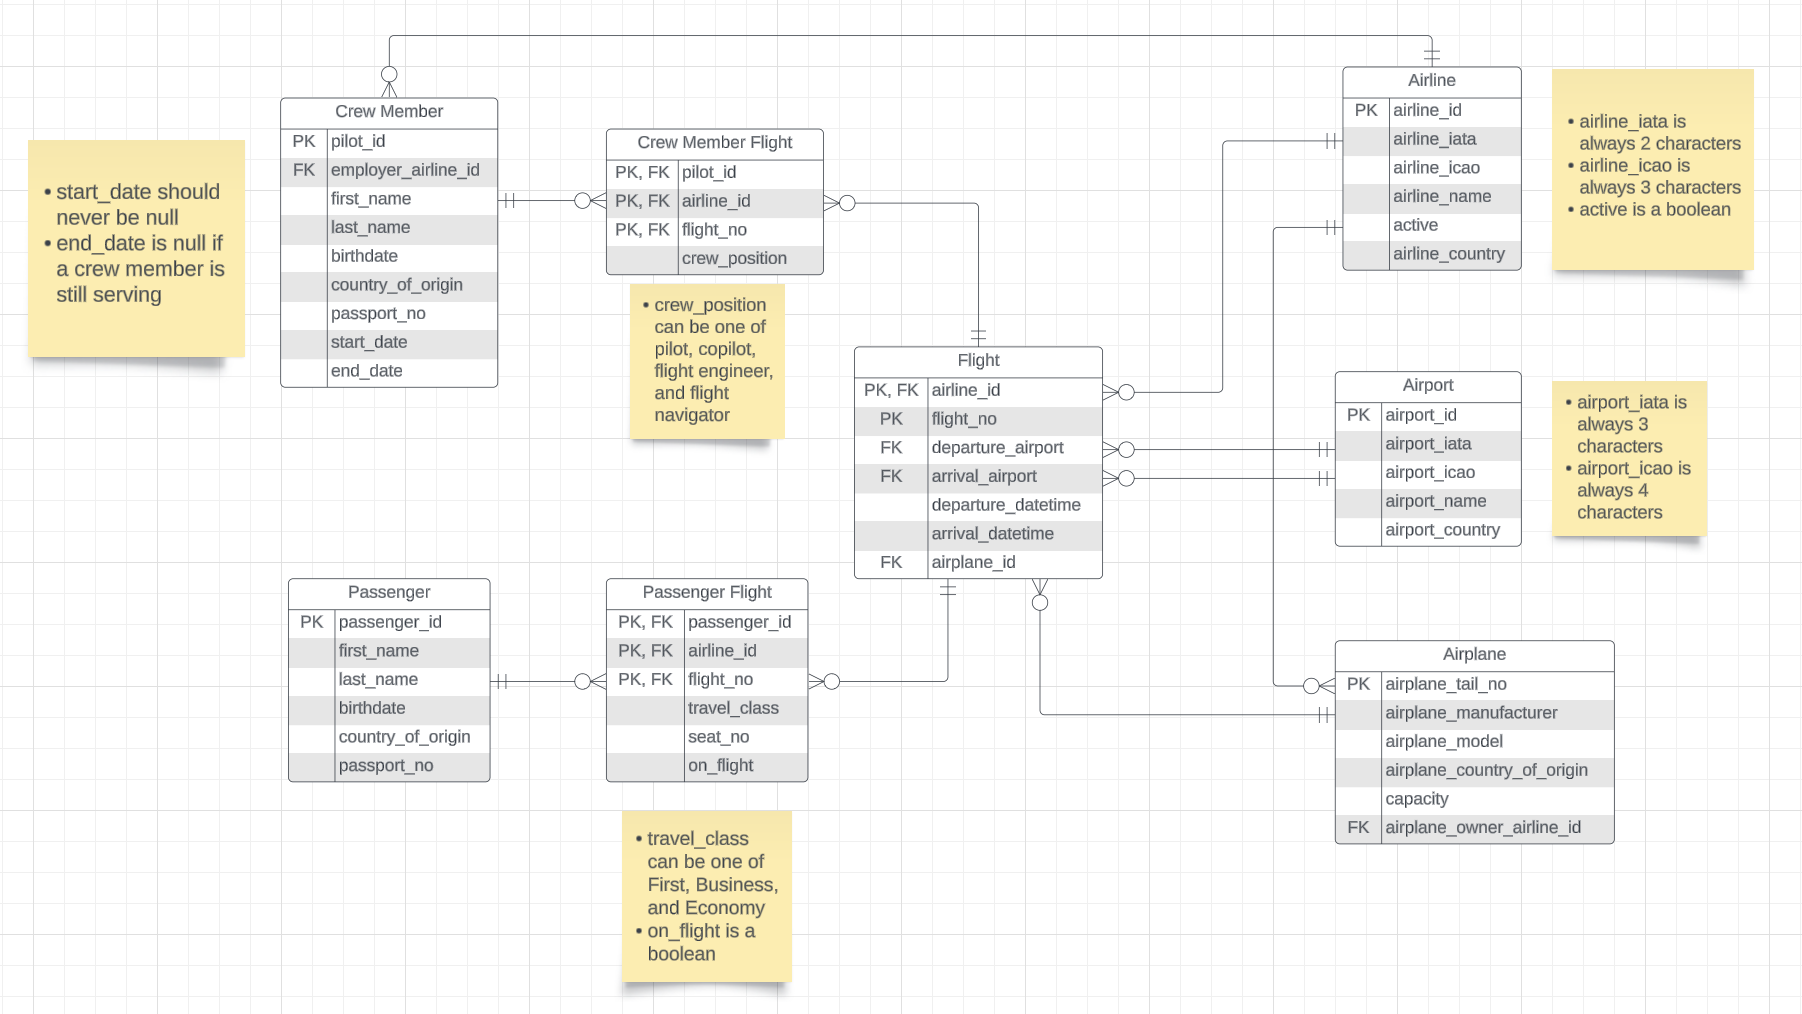 • start_date should
never be null
• end_date is null if
a crew member is
still serving
Crew Member
PK pilot_id
FK employer_airline_id
first_name
last_name
birthdate
country_of_origin
passport_no
start_date
end_date
Crew Member Flight
PK, FK pilot_id
PK, FK airline_id
PK, FK flight_no
crew_position
• crew_position
can be one of
pilot, copilot,
flight engineer,
and flight
navigator
Airline
PK airline_id
airline_iata
airline_icao
airline_name
active
airline_country
• airline_iata is
always 2 characters
• airline_icao is
always 3 characters
• active is a boolean
Flight
PK, FK airline_id
PK flight_no
FK departure_airport
FK arrival_airport
departure_datetime
arrival_datetime
FK airplane_id
Airport
PK airport_id
airport_iata
airport_icao
airport_name
airport_country
• airport_iata is
always 3
characters
• airport_icao is
always 4
characters
Passenger
PK passenger_id
first_name
last_name
birthdate
country_of_origin
passport_no
Passenger Flight
PK, FK passenger_id
PK, FK airline_id
PK, FK flight_no
travel_class
seat_no
on_flight
• travel_class
can be one of
First, Business,
and Economy
• on_flight is a
boolean
Airplane
PK airplane_tail_no
airplane_manufacturer
airplane_model
airplane_country_of_origin
capacity
FK airplane_owner_airline_id